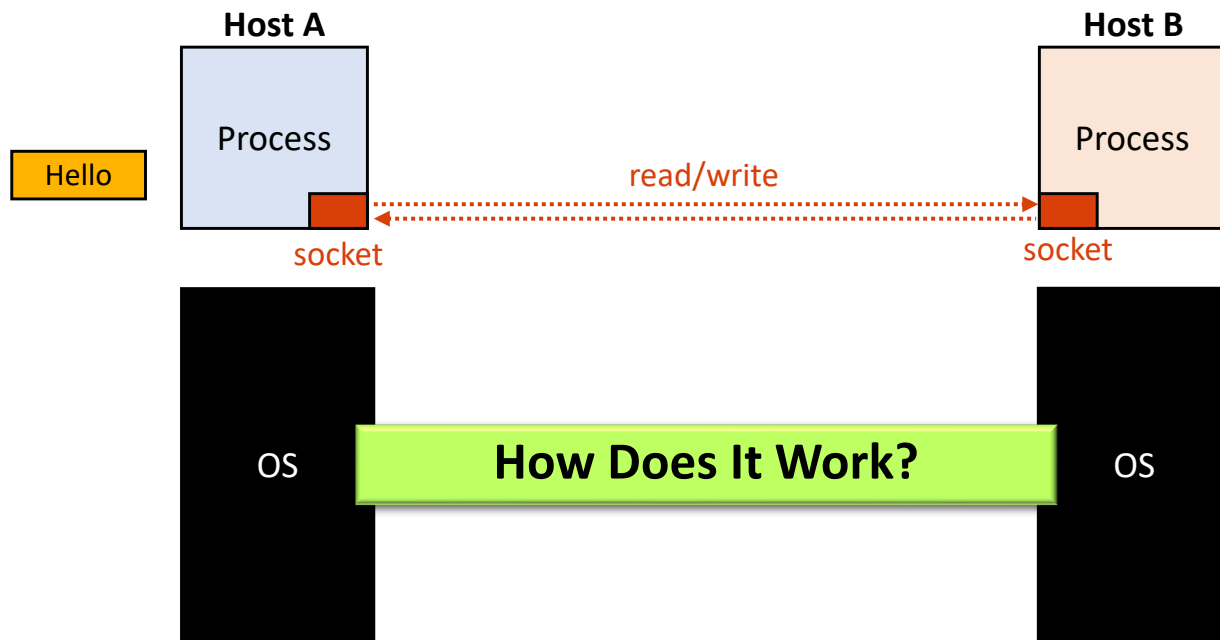 Host A
Host B
Process
Process
Hello
read/write
socket
socket
OS
How Does It Work?
OS